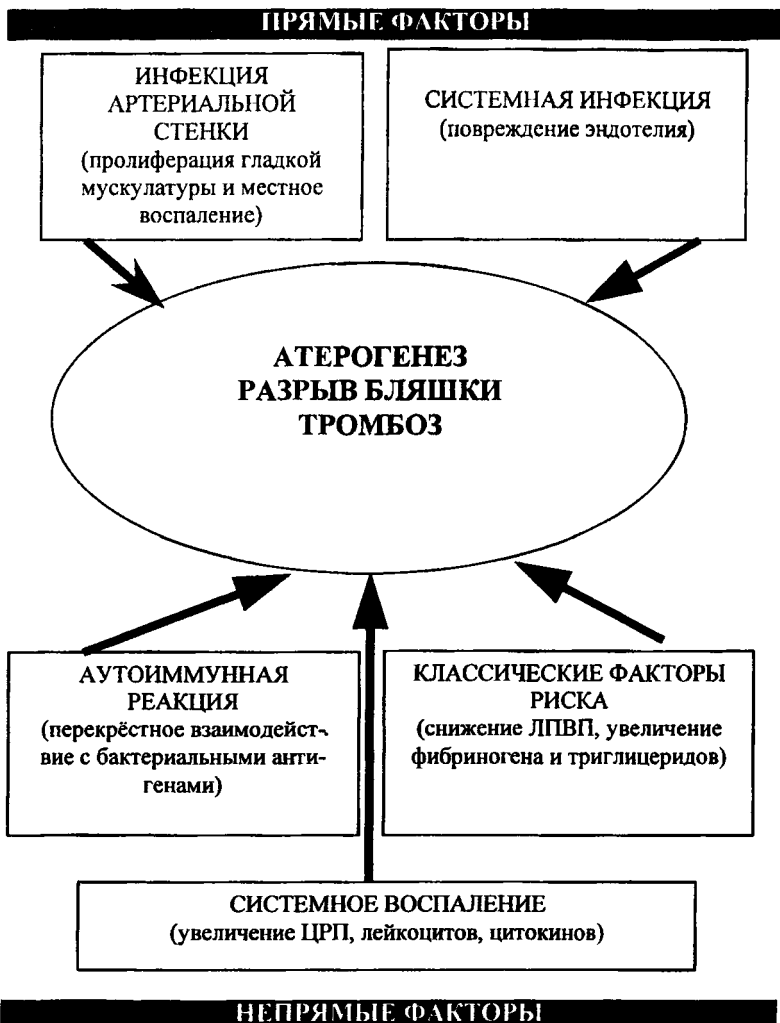 ПРЯМЫЕ ФАКТОРЫ
ИНФЕКЦИЯ
АРТЕРИАЛЬНОЙ
СТЕНКИ
(пролиферация гладкой
мускулатуры и местное
воспаление)
СИСТЕМНАЯ ИНФЕКЦИЯ
(повреждение эндотелия)
АТЕРОГЕНЕЗ
РАЗРЫВ БЛЯШКИ
ТРОМБОЗ
АУТОИММУННАЯ
РЕАКЦИЯ
(перекрёстное взаимодейст-
вие с бактериальными анти-
генами)
КЛАССИЧЕСКИЕ ФАКТОРЫ
РИСКА
(снижение ЛПВП, увеличение
фибриногена и триглицеридов)
СИСТЕМНОЕ ВОСПАЛЕНИЕ
(увеличение ЦРП, лейкоцитов, цитокинов)
НЕПРЯМЫЕ ФАКТОРЫ